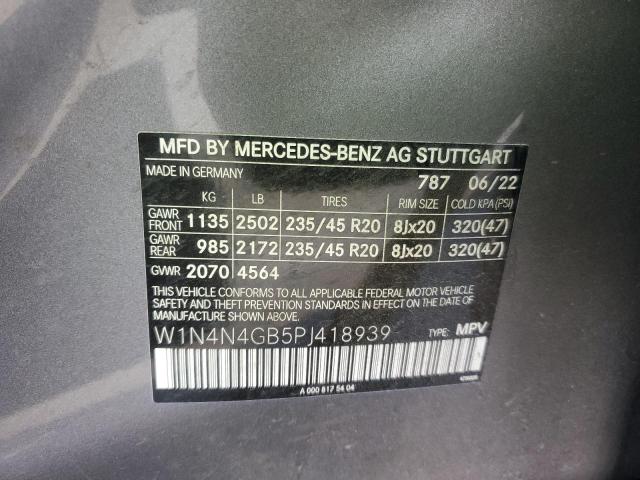 MFD BY MERCEDES-BENZ AG STUTTGART
MADE IN GERMANY 787 06/22
KG LB TIRES RIM SIZE COLD KPA(PSI)
GAWR FRONT 1135 2502 235/45 R20 8Jx20 320(47)
GAWR REAR 985 2172 235/45 R20 8Jx20 320(47)
GVWR 2070 4564
THIS VEHICLE CONFORMS TO ALL APPLICABLE FEDERAL MOTOR VEHICLE
SAFETY AND THEFT PREVENTION STANDARDS IN EFFECT ON THE DATE OF
MANUFACTURE SHOWN ABOVE.
W1N4N4GB5PJ418939 TYPE: MPV
A 000 817 54 04